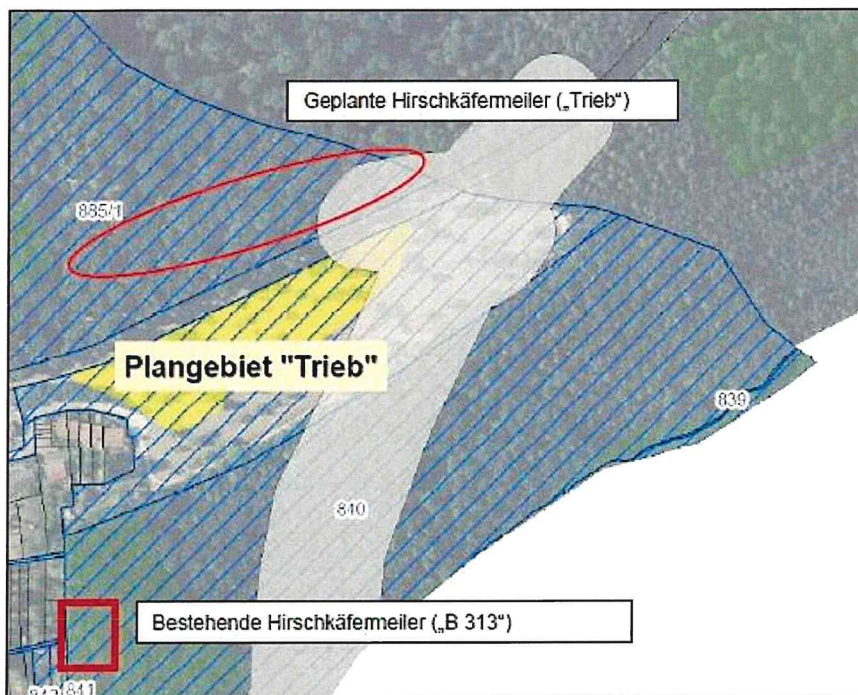 Geplante Hirschkäfermeiler („Trieb“)
885/1
Plangebiet "Trieb"
839
840
Bestehende Hirschkäfermeiler („B 313“)
841